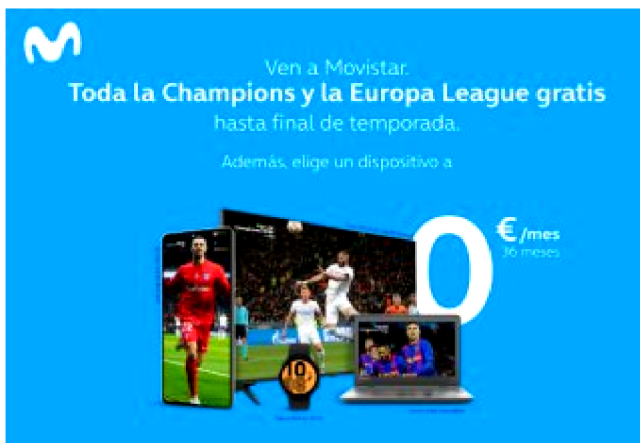 Ven a Movistar.
Toda la Champions y la Europa League gratis
hasta final de temporada.
Además, elige un dispositivo a
0 €/mes
36 meses
10